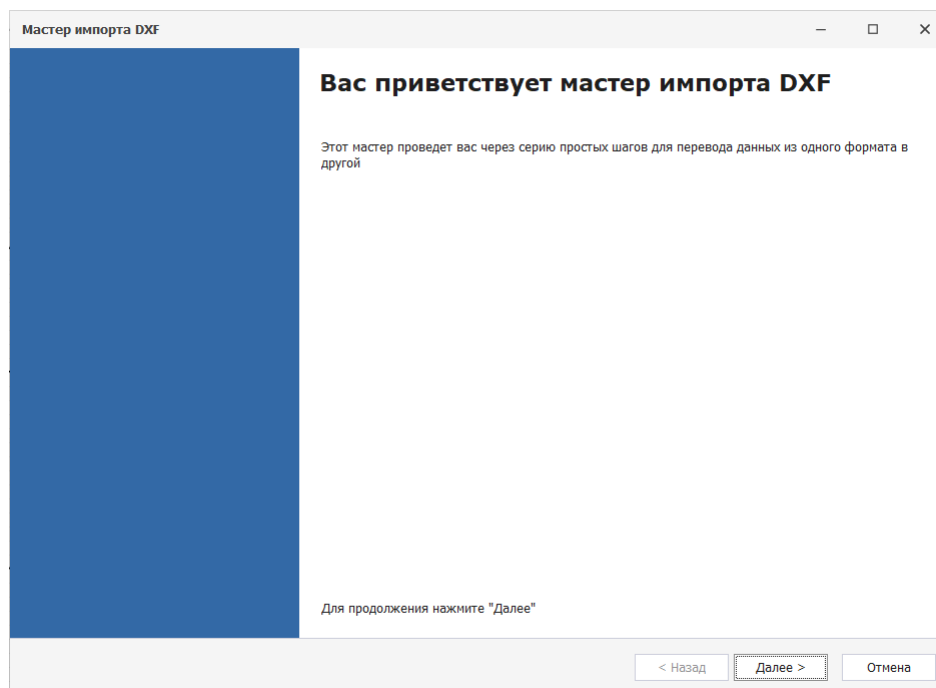 Мастер импорта DXF
Вас приветствует мастер импорта DXF
Этот мастер проведет вас через серию простых шагов для перевода данных из одного формата в
другой
Для продолжения нажмите "Далее"
< Назад
Далее >
Отмена